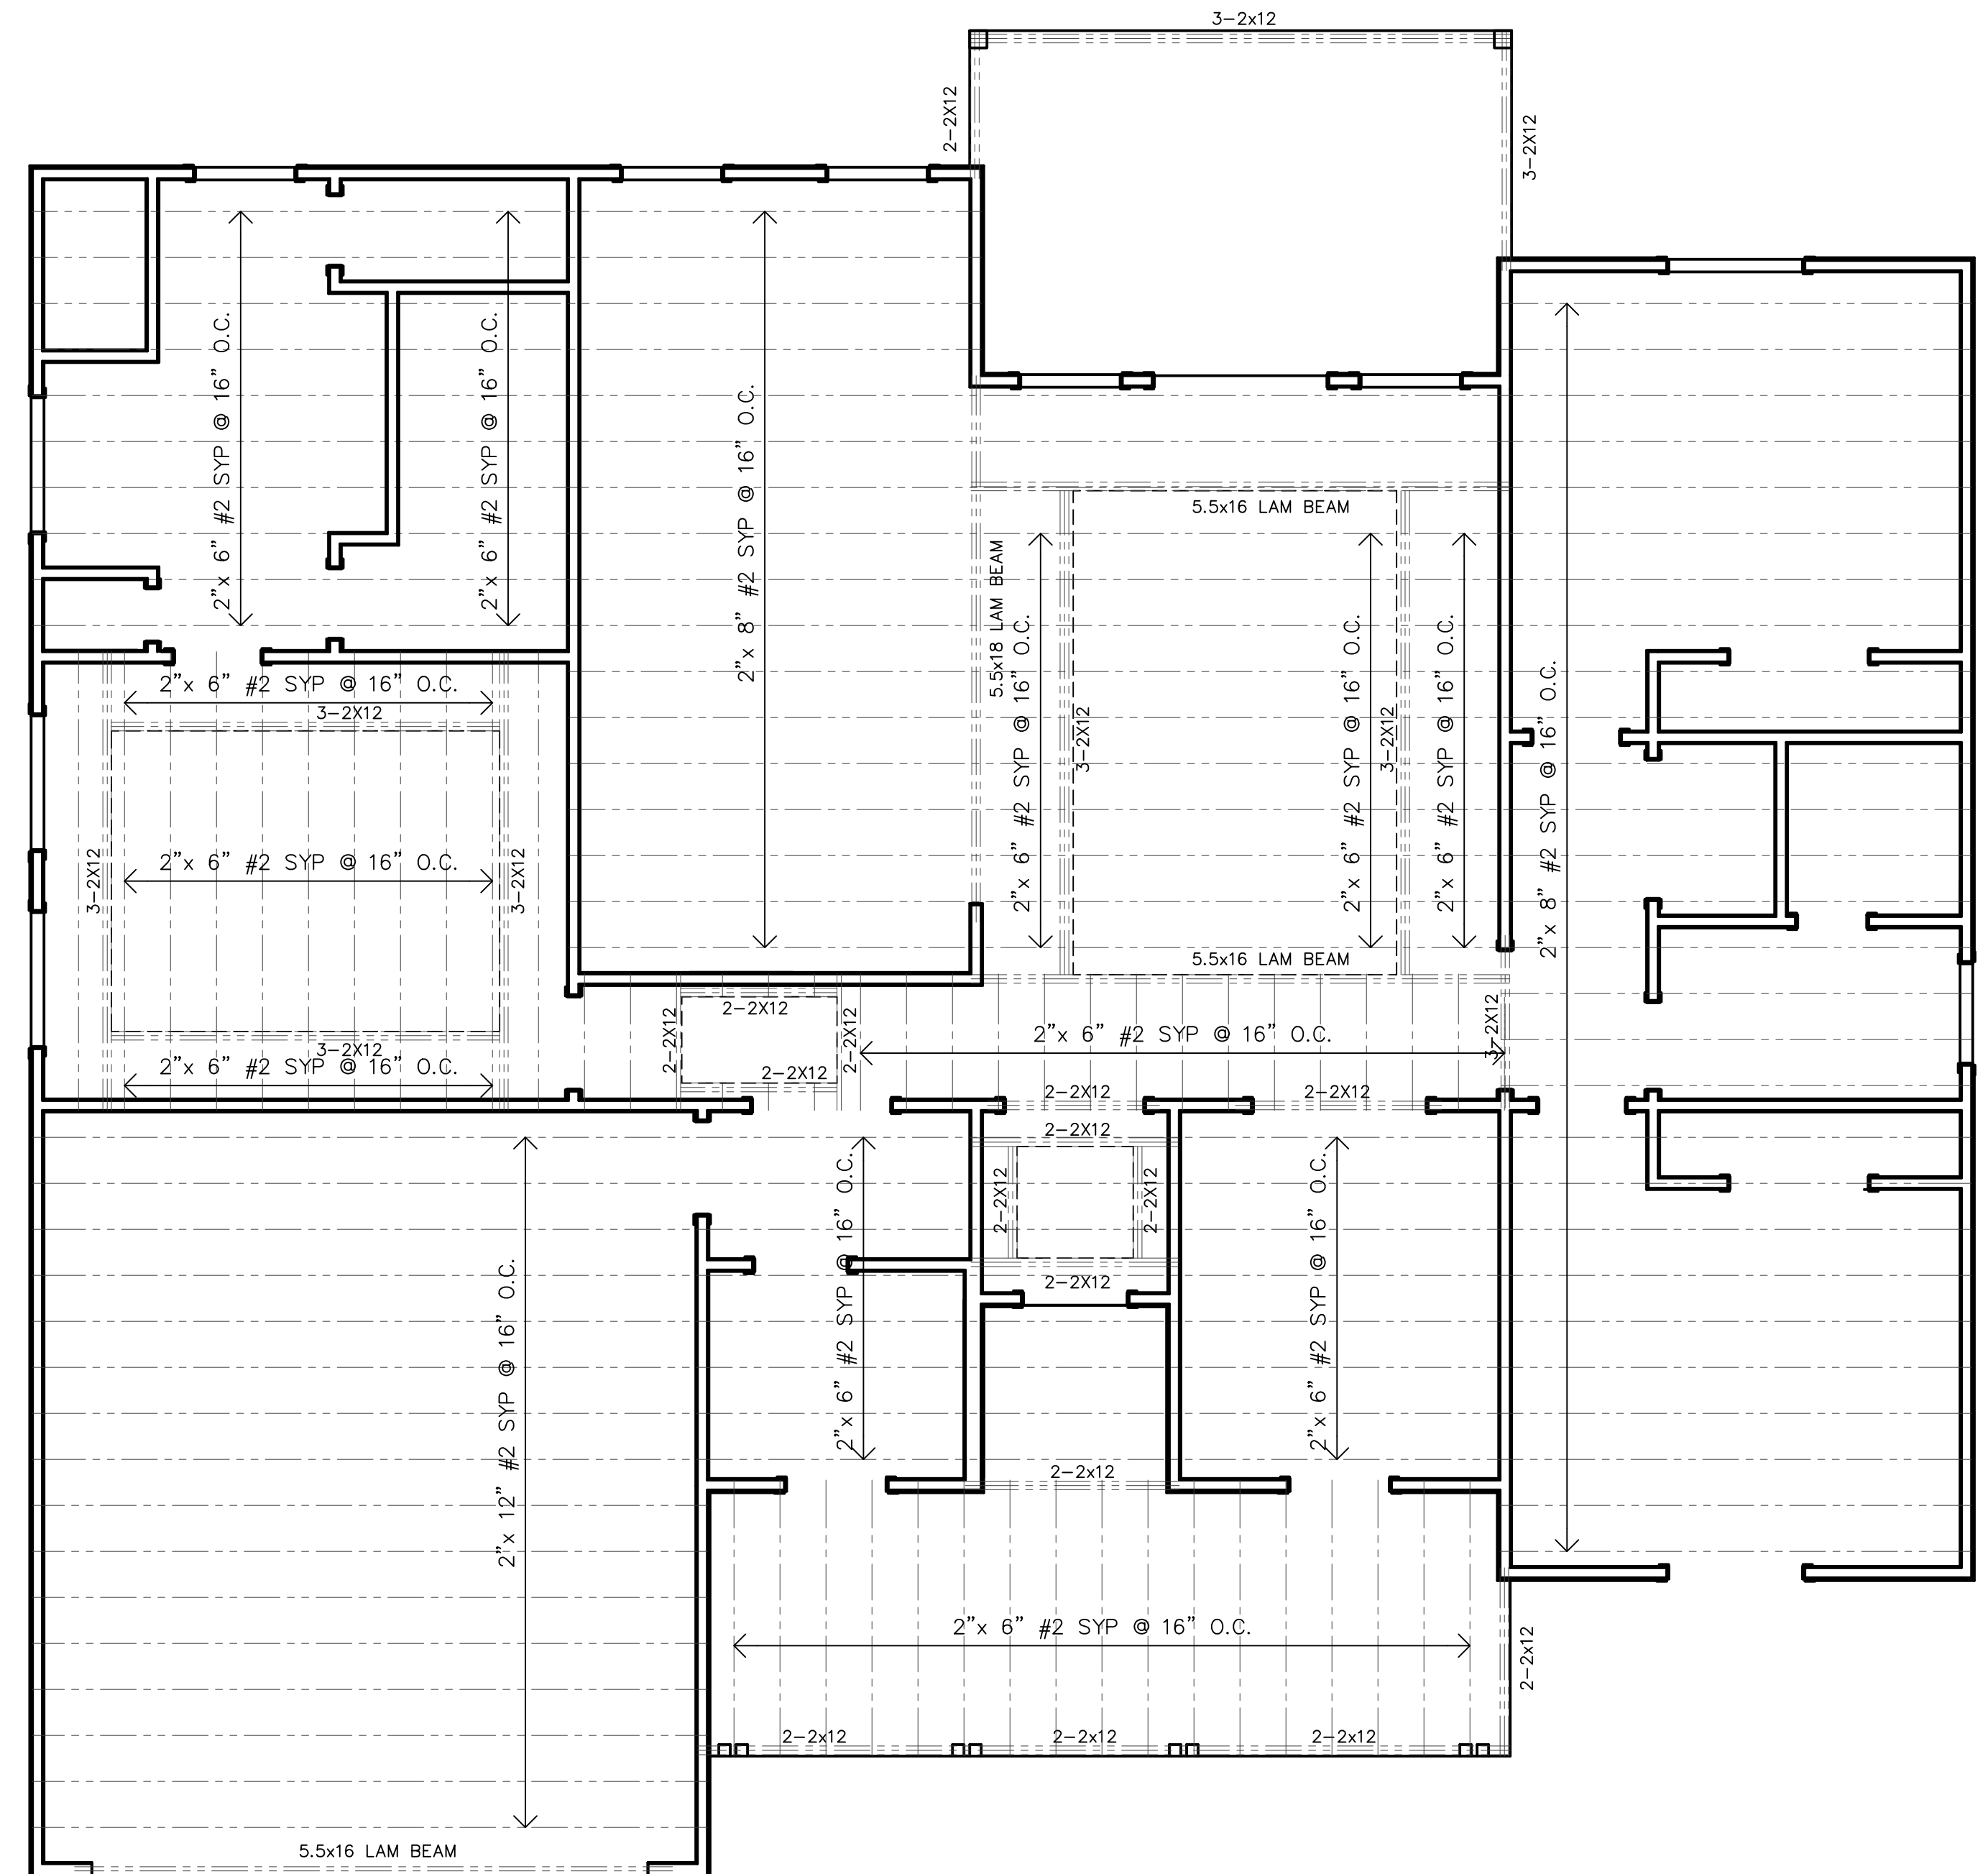 3-2x12
2-2X12
3-2X12
2"x 6" #2 SYP @ 16" O.C.
2"x 6" #2 SYP @ 16" O.C.
2"x 8" #2 SYP @ 16" O.C.
5.5x16 LAM BEAM
5.5x18 LAM BEAM
2"x 6" #2 SYP @ 16" O.C.
3-2X12
2"x 6" #2 SYP @ 16" O.C.
3-2X12
2"x 6" #2 SYP @ 16" O.C.
2"x 8" #2 SYP @ 16" O.C.
2"x 6" #2 SYP @ 16" O.C.
3-2X12
3-2X12
2"x 6" #2 SYP @ 16" O.C.
3-2X12
3-2X12
2"x 6" #2 SYP @ 16" O.C.
5.5x16 LAM BEAM
2-2X12
2-2X12
2-2X12
2-2X12
2"x 6" #2 SYP @ 16" O.C.
3-2X12
2-2X12
2-2X12
2-2X12
2-2X12
2-2X12
2-2X12
2"x 12" #2 SYP @ 16" O.C.
2"x 6" #2 SYP @ 16" O.C.
2"x 6" #2 SYP @ 16" O.C.
2-2x12
2"x 6" #2 SYP @ 16" O.C.
2-2x12
2-2x12
2-2x12
2-2x12
5.5x16 LAM BEAM